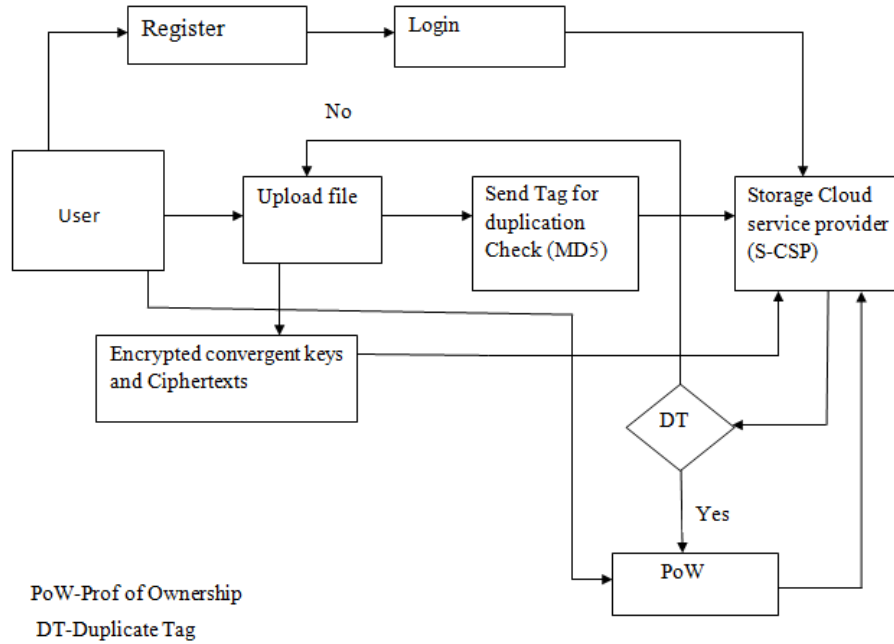 Register
Login
No
User
Upload file
Send Tag for
duplication
Check (MD5)
Storage Cloud
service provider
(S-CSP)
Encrypted convergent keys
and Ciphertexts
DT
Yes
PoW
PoW-Prof of Ownership
DT-Duplicate Tag